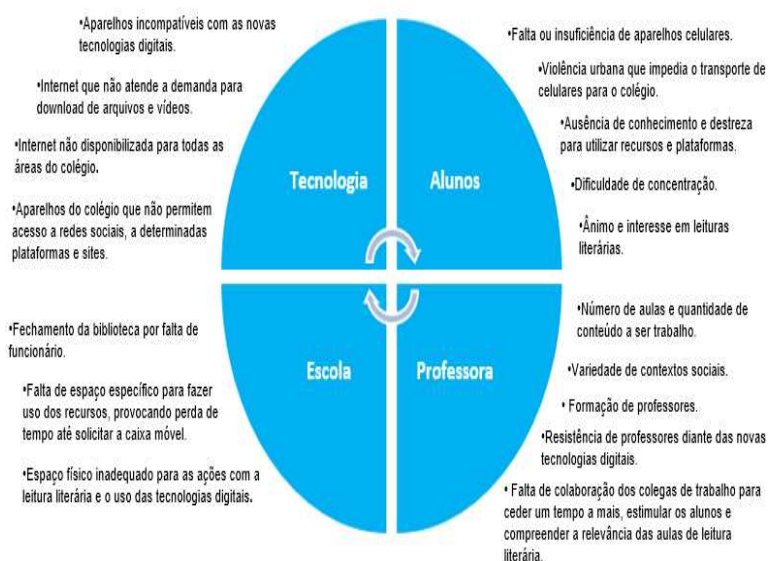 •Aparelhos incompatíveis com as novas
tecnologias digitais.
•Internet que não atende a demanda para
download de arquivos e vídeos.
•Internet não disponibilizada para todas as
áreas do colégio.
•Aparelhos do colégio que não permitem
acesso a redes sociais, a determinadas
plataformas e sites.
Tecnologia
Alunos
•Falta ou insuficiência de aparelhos celulares.
•Violência urbana que impedia o transporte de
celulares para o colégio.
•Ausência de conhecimento e destreza
para utilizar recursos e plataformas.
•Dificuldade de concentração.
•Ânimo e interesse em leituras
literárias.
•Fechamento da biblioteca por falta de
funcionário.
•Falta de espaço específico para fazer
uso dos recursos, provocando perda de
tempo até solicitar a caixa móvel.
•Espaço físico inadequado para as ações com a
leitura literária e o uso das tecnologias digitais.
Escola
Professora
•Número de aulas e quantidade de
conteúdo a ser trabalho.
•Variedade de contextos sociais.
• Formação de professores.
•Resistência de professores diante das novas
tecnologias digitais.
• Falta de colaboração dos colegas de trabalho para
ceder um tempo a mais, estimular os alunos e
compreender a relevância das aulas de leitura
literária.